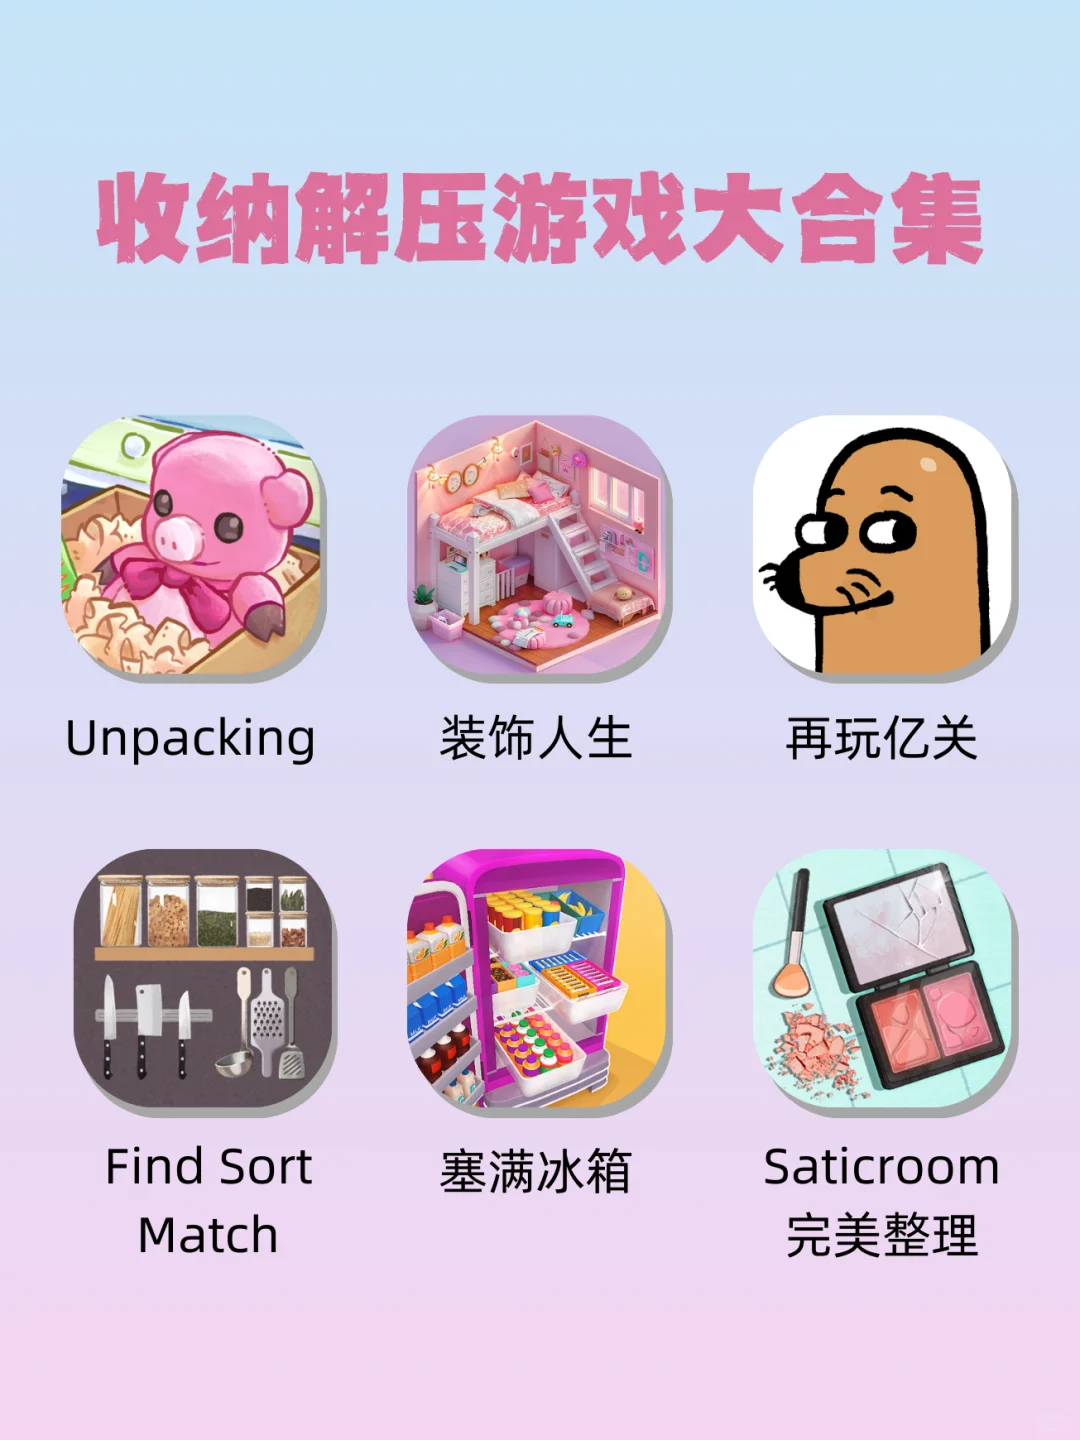 收纳解压游戏大合集
Unpacking
装饰人生
再玩亿关
Find Sort
Match
塞满冰箱
Saticroom
完美整理